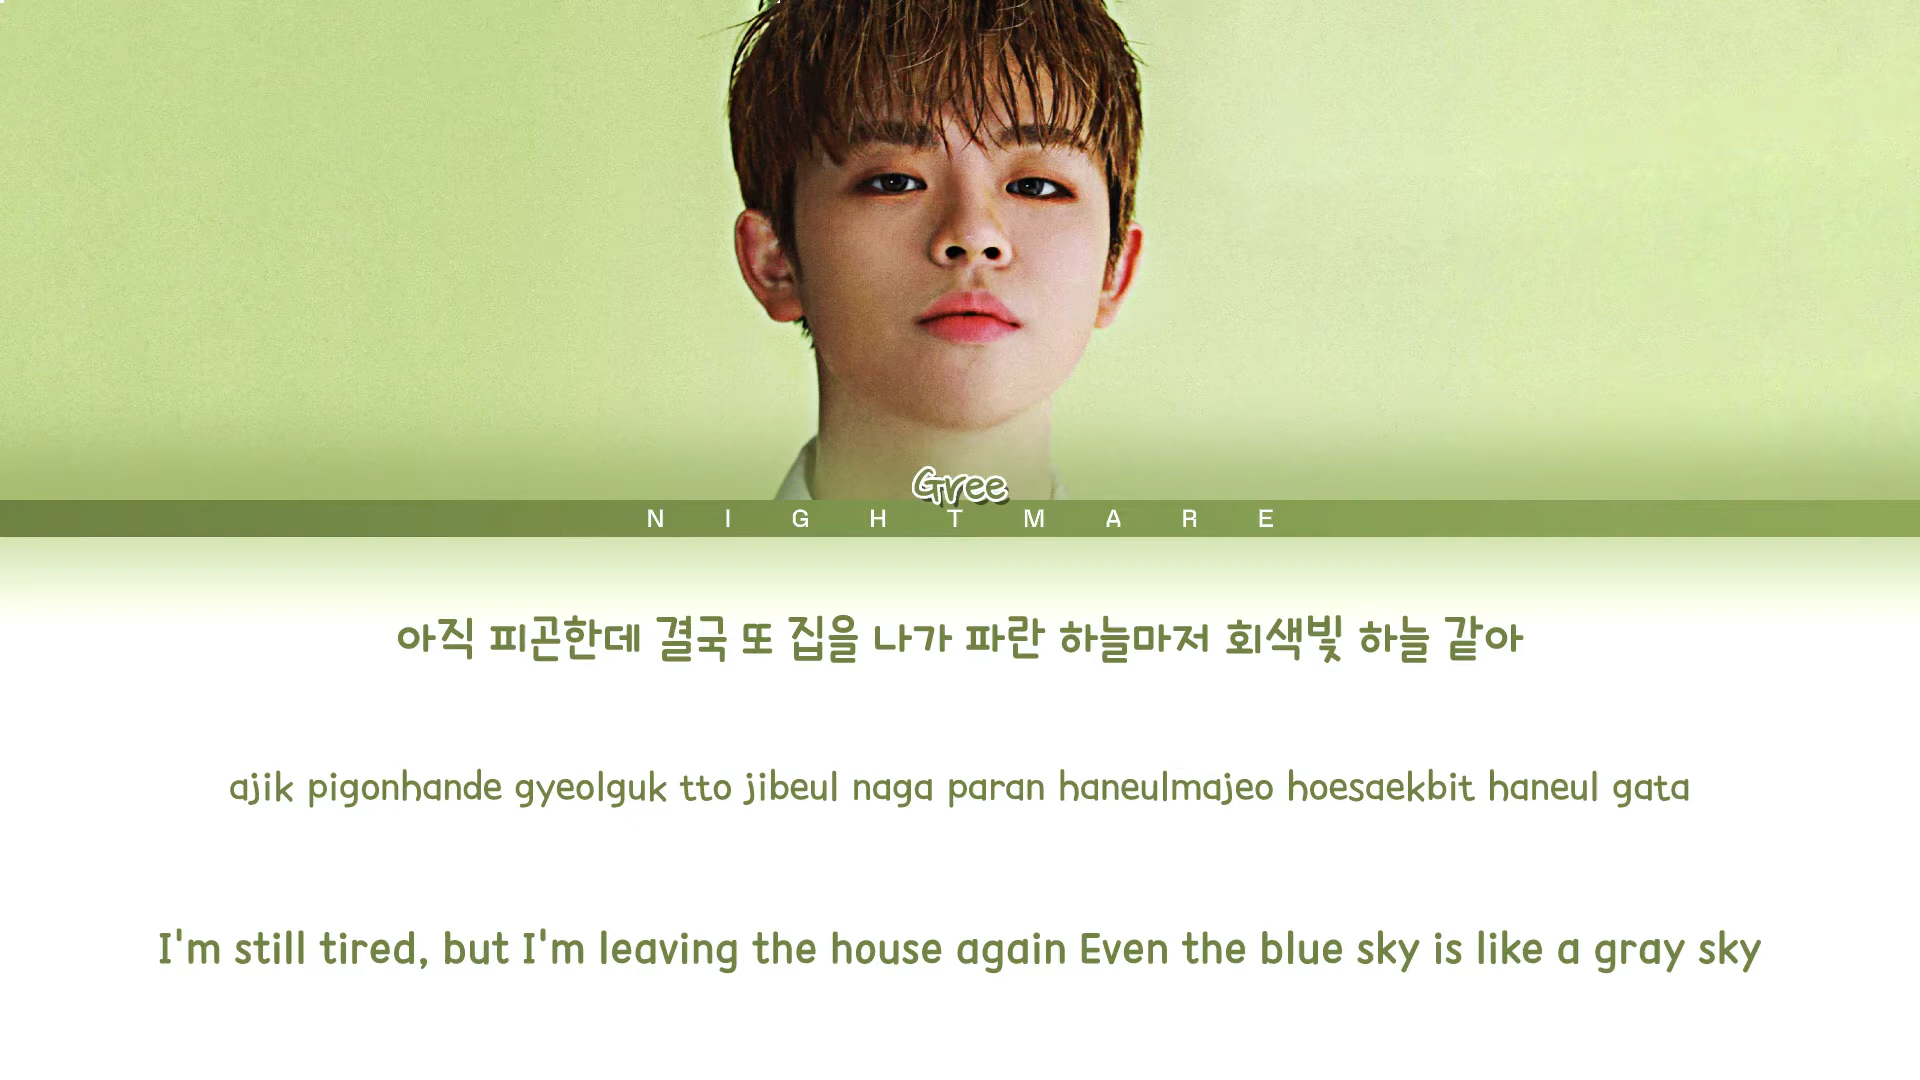 Gree
NIGHTMARE
아직 피곤한데 결국 또 집을 나가 파란 하늘마저 회색빛 하늘 같아
ajik pigonhande gyeolguk tto jibeul naga paran haneulmajeo hoesaekbit haneul gata
I'm still tired, but I'm leaving the house again Even the blue sky is like a gray sky